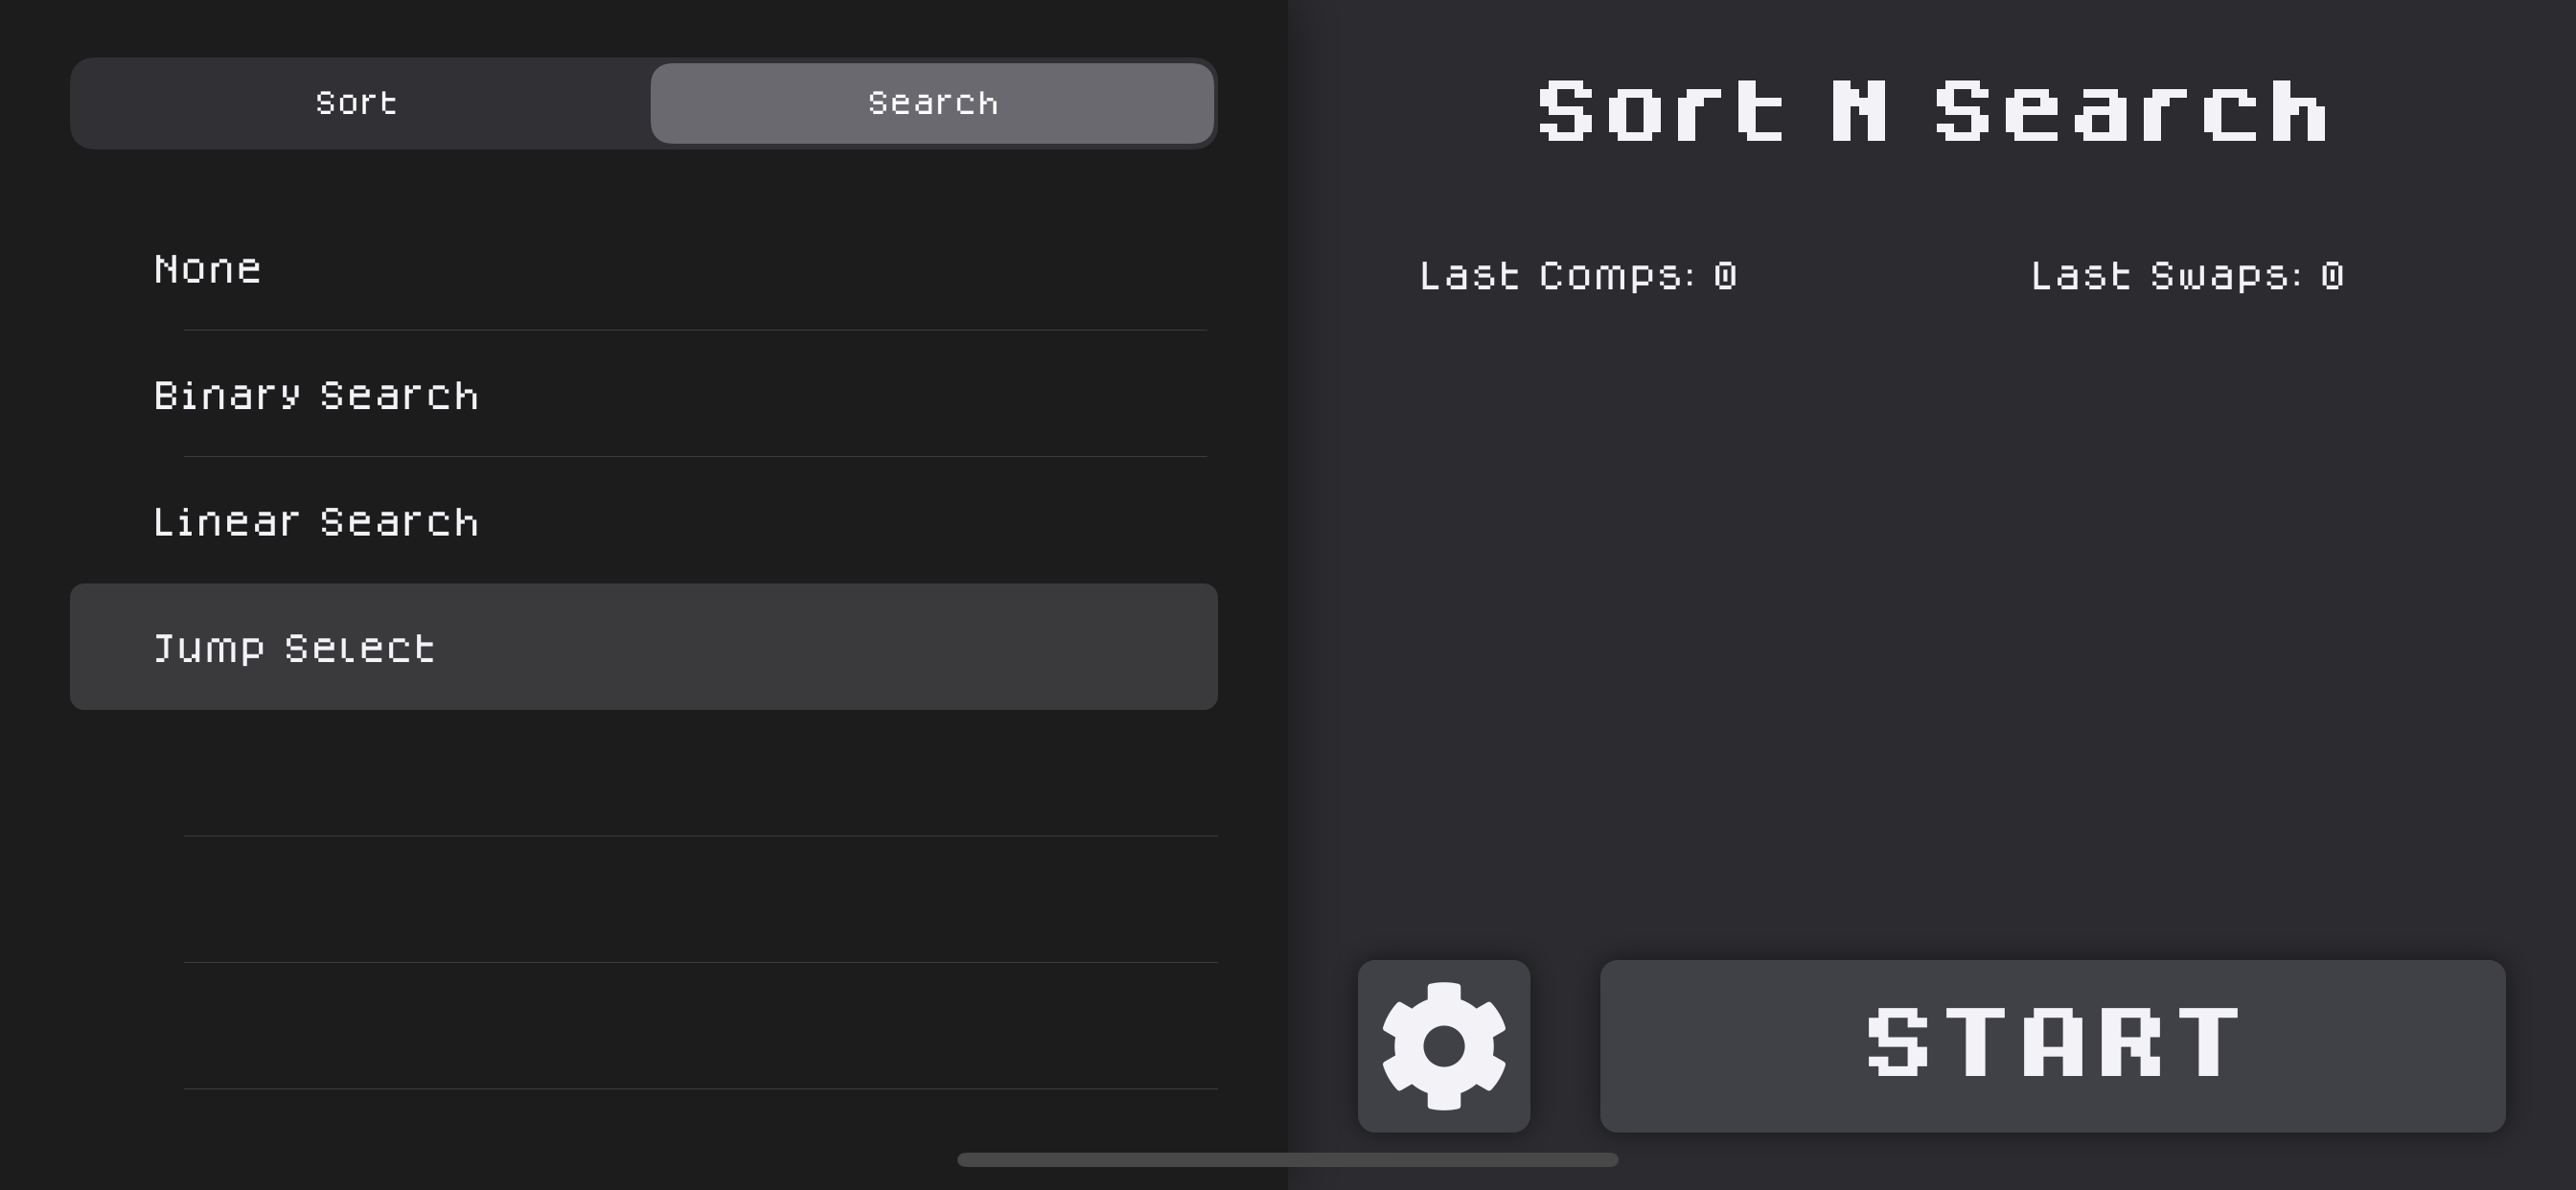 Sort
Search
None
Binary Search
Linear Search
Jump Select
Sort N Search
Last Comps: 0
Last Swaps: 0
START